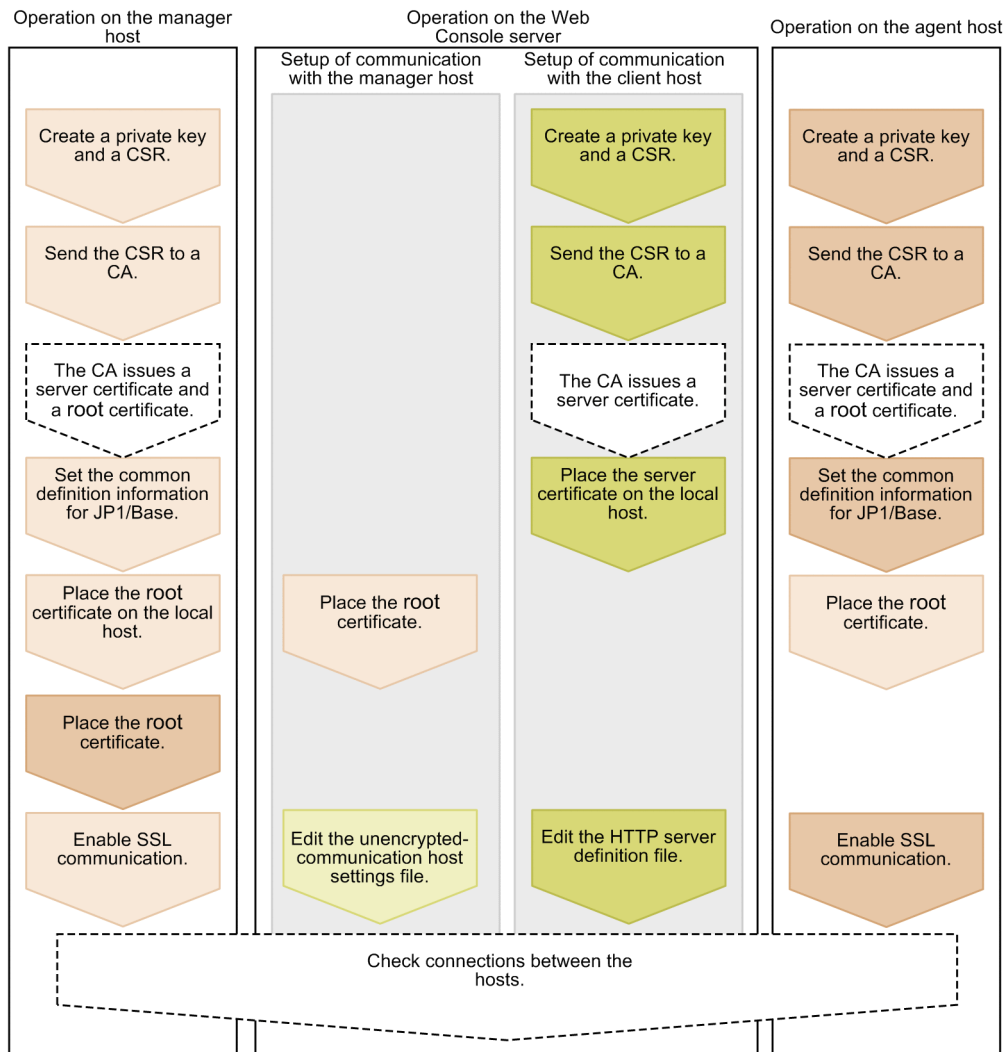 Operation on the manager
host
Operation on the Web
Console server
Operation on the agent host
Setup of communication
with the manager host
Setup of communication
with the client host
Create a private key
and a CSR.
Send the CSR to a
CA.
The CA issues a
server certificate and
a root certificate.
Set the common
definition information
for JP1/Base.
Place the root
certificate on the local
host.
Place the root
certificate.
Enable SSL
communication.
Place the root
certificate.
Edit the unencrypted-
communication host
settings file.
Create a private key
and a CSR.
Send the CSR to a
CA.
The CA issues a
server certificate.
Place the server
certificate on the local
host.
Edit the HTTP server
definition file.
Create a private key
and a CSR.
Send the CSR to a
CA.
The CA issues a
server certificate and
a root certificate.
Set the common
definition information
for JP1/Base.
Place the root
certificate.
Enable SSL
communication.
Check connections between the
hosts.